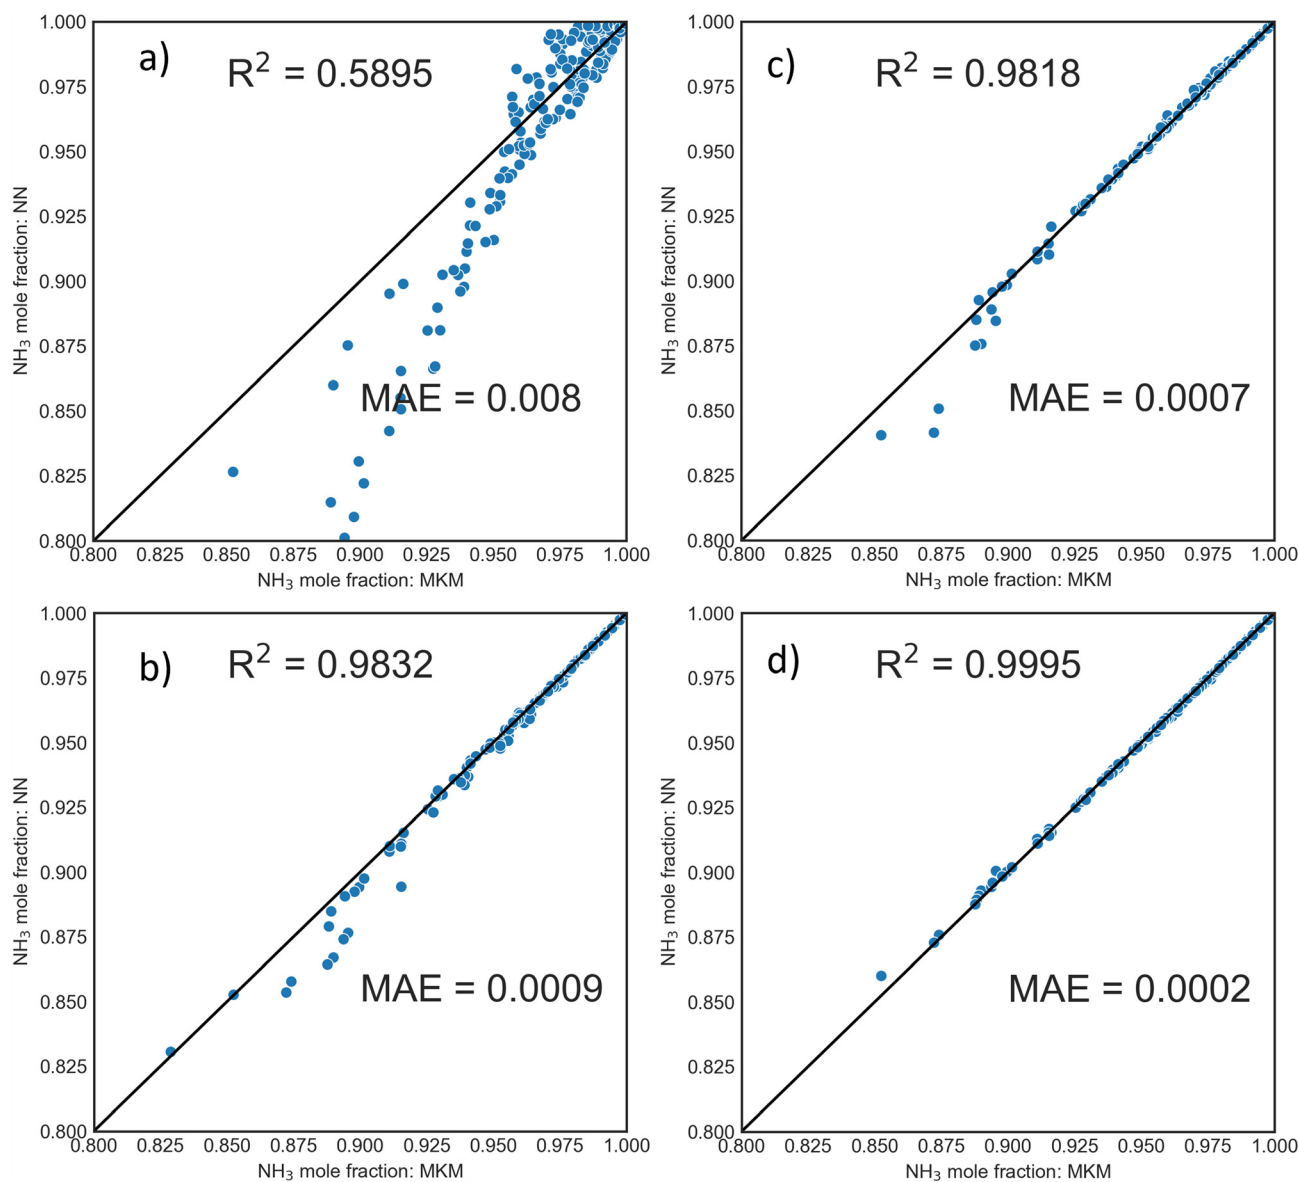 a)
R² = 0.5895
MAE = 0.008
NH₃ mole fraction: NN
1.000
0.975
0.950
0.925
0.900
0.875
0.850
0.825
0.800
0.800 0.825 0.850 0.875 0.900 0.925 0.950 0.975 1.000
NH₃ mole fraction: MKM
c)
R² = 0.9818
MAE = 0.0007
NH₃ mole fraction: NN
1.000
0.975
0.950
0.925
0.900
0.875
0.850
0.825
0.800
0.800 0.825 0.850 0.875 0.900 0.925 0.950 0.975 1.000
NH₃ mole fraction: MKM
b)
R² = 0.9832
MAE = 0.0009
NH₃ mole fraction: NN
1.000
0.975
0.950
0.925
0.900
0.875
0.850
0.825
0.800
0.800 0.825 0.850 0.875 0.900 0.925 0.950 0.975 1.000
NH₃ mole fraction: MKM
d)
R² = 0.9995
MAE = 0.0002
NH₃ mole fraction: NN
1.000
0.975
0.950
0.925
0.900
0.875
0.850
0.825
0.800
0.800 0.825 0.850 0.875 0.900 0.925 0.950 0.975 1.000
NH₃ mole fraction: MKM